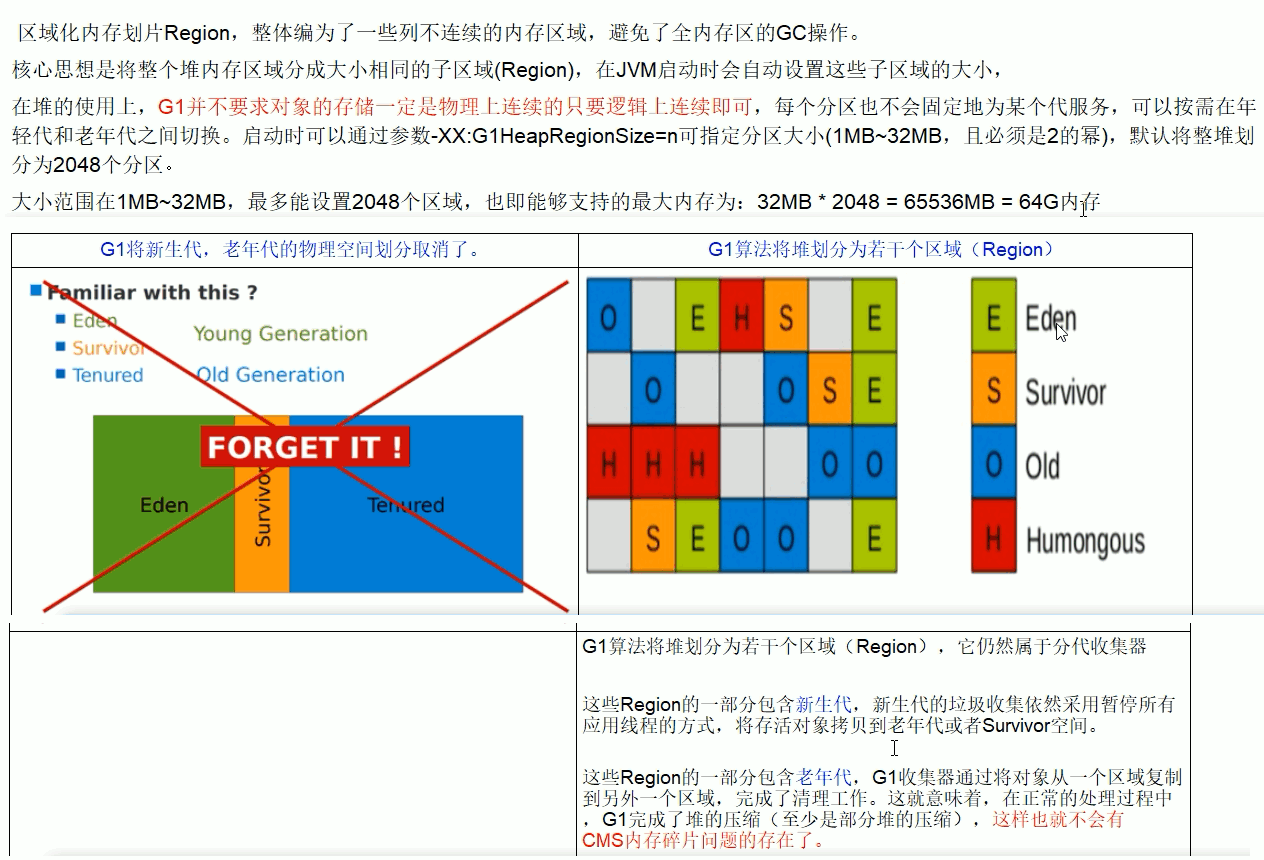 区域化内存划片Region，整体编为了一些列不连续的内存区域，避免了全内存区的GC操作。
核心思想是将整个堆内存区域分成大小相同的子区域(Region)，在JVM启动时会自动设置这些子区域的大小，
在堆的使用上，G1并不要求对象的存储一定是物理上连续的只要逻辑上连续即可，每个分区也不会固定地为某个代服务，可以按需在年
轻代和老年代之间切换。启动时可以通过参数-XX:G1HeapRegionSize=n可指定分区大小(1MB~32MB，且必须是2的幂)，默认将整堆划
分为2048个分区。
大小范围在1MB~32MB，最多能设置2048个区域，也即能够支持的最大内存为：32MB * 2048 = 65536MB = 64G内存
G1将新生代，老年代的物理空间划分取消了。
Familiar with this ?
Eden
Survivor
Tenured
Young Generation
Old Generation
FORGET IT !
Eden
Survivor
Tenured
G1算法将堆划分为若干个区域（Region）
O E H S E
O O S E
H H H O O
S E O O E
E Eden
S Survivor
O Old
H Humongous
G1算法将堆划分为若干个区域（Region），它仍然属于分代收集器
这些Region的一部分包含新生代，新生代的垃圾收集依然采用暂停所有
应用线程的方式，将存活对象拷贝到老年代或者Survivor空间。
这些Region的一部分包含老年代，G1收集器通过将对象从一个区域复制
到另外一个区域，完成了清理工作。这就意味着，在正常的处理过程中
，G1完成了堆的压缩（至少是部分堆的压缩），这样也就不会有
CMS内存碎片问题的存在了。